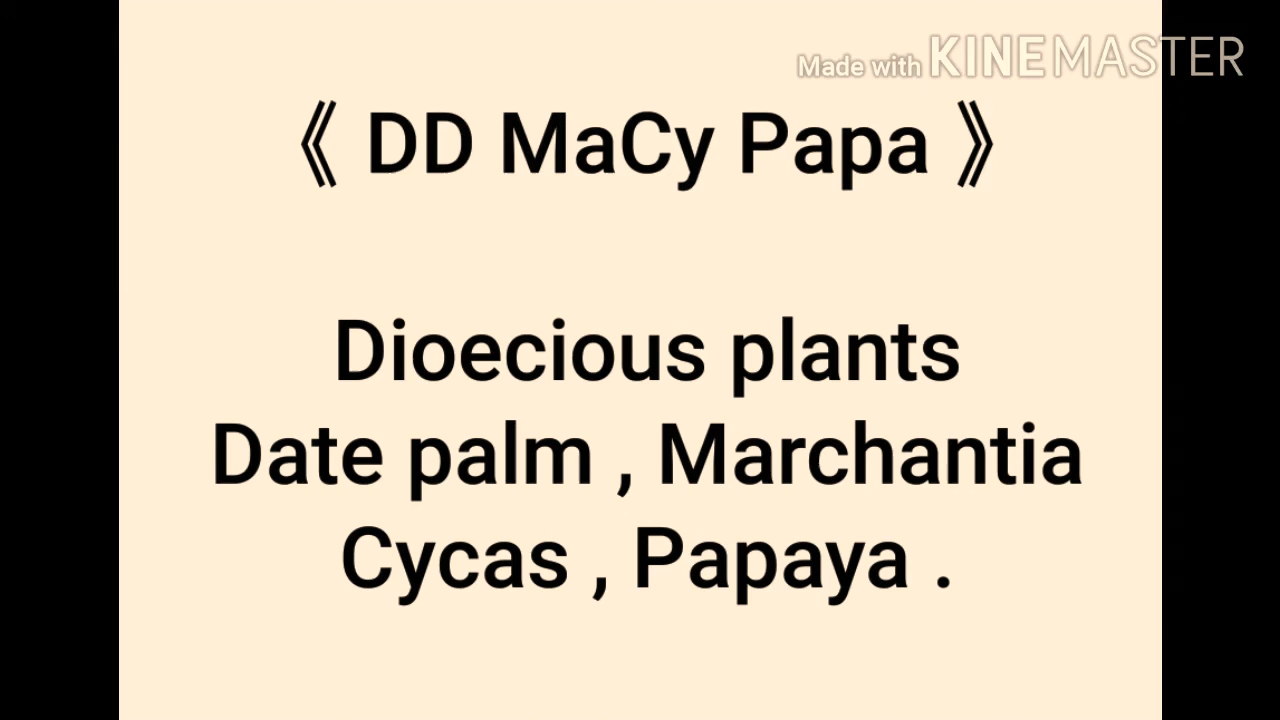 Made with KINEMASTER
《 DD MaCy Papa 》
Dioecious plants
Date palm , Marchantia
Cycas , Papaya .